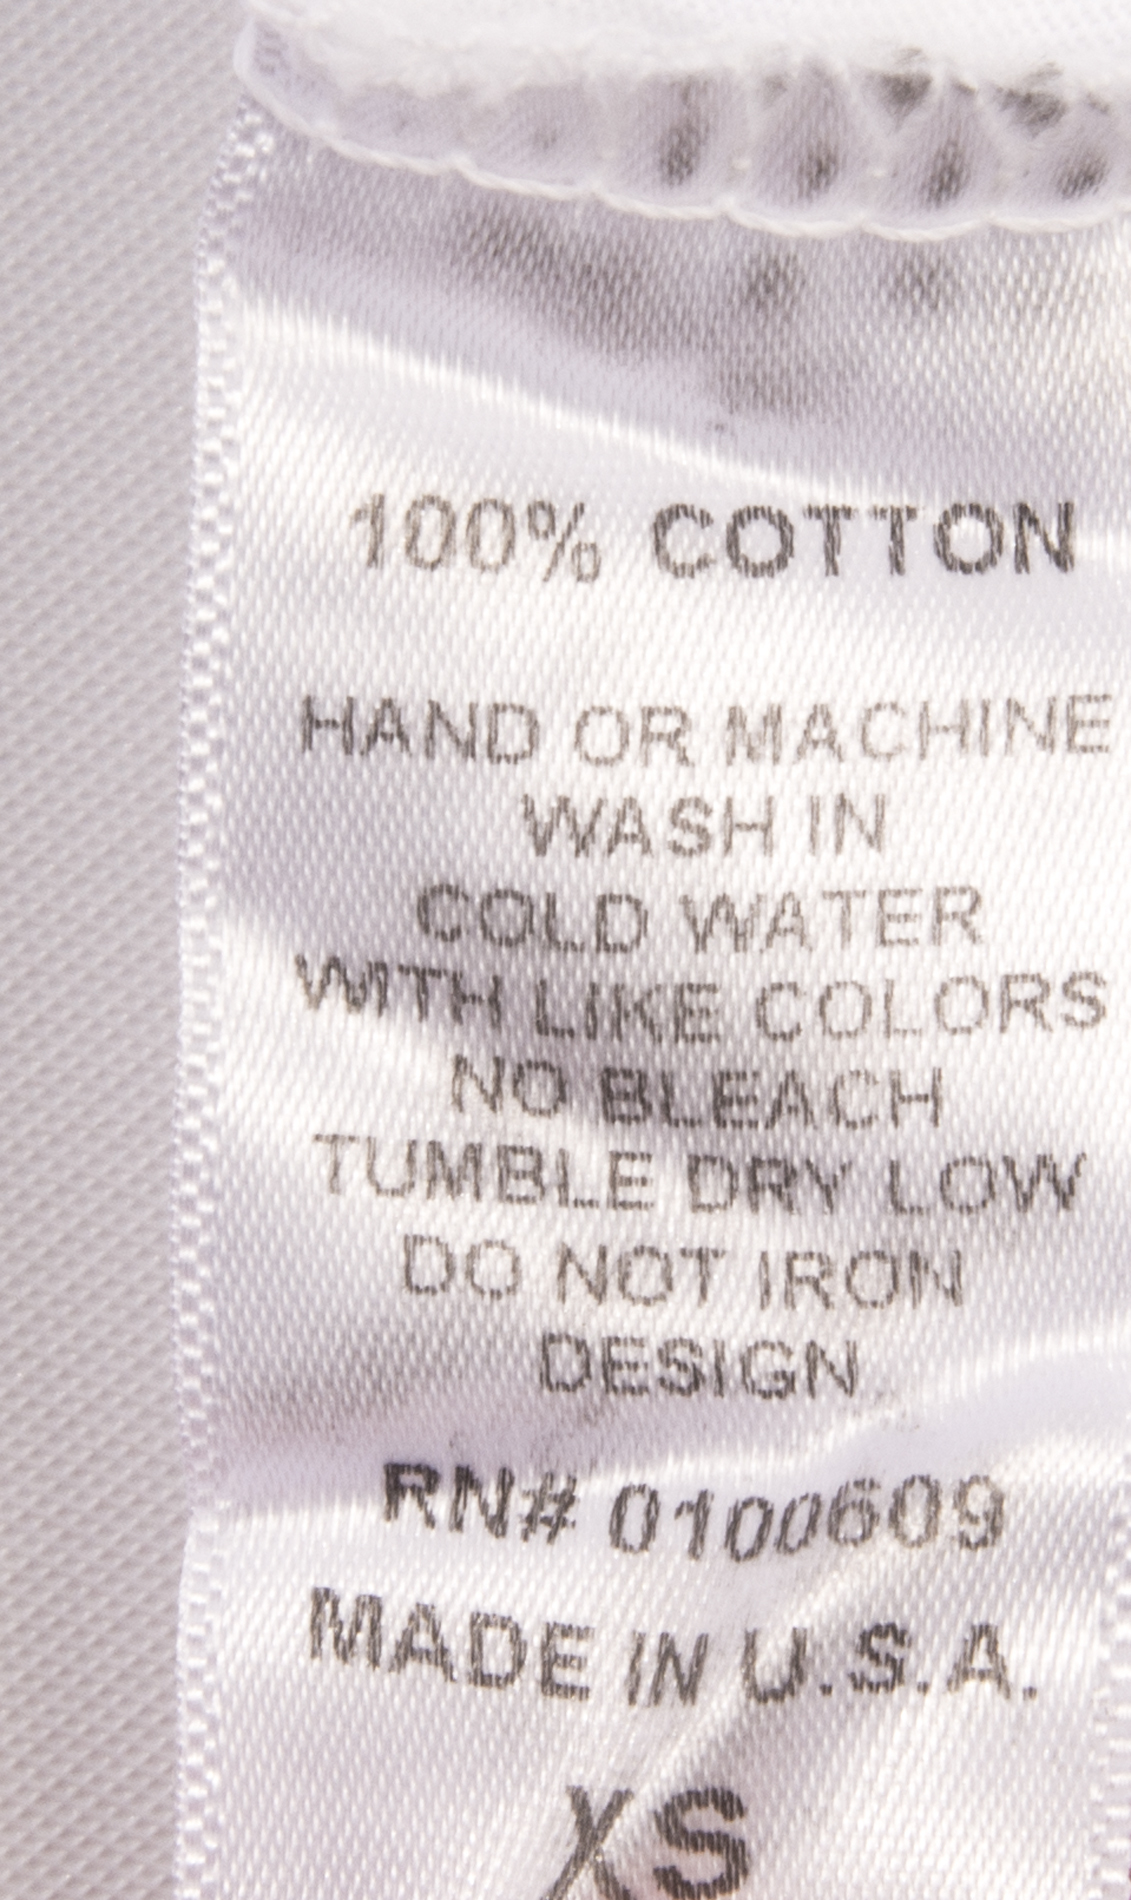 100% COTTON
HAND OR MACHINE
WASH IN
COLD WATER
WITH LIKE COLORS
NO BLEACH
TUMBLE DRY LOW
DO NOT IRON
DESIGN
RN# 0100609
MADE IN U.S.A.
XS